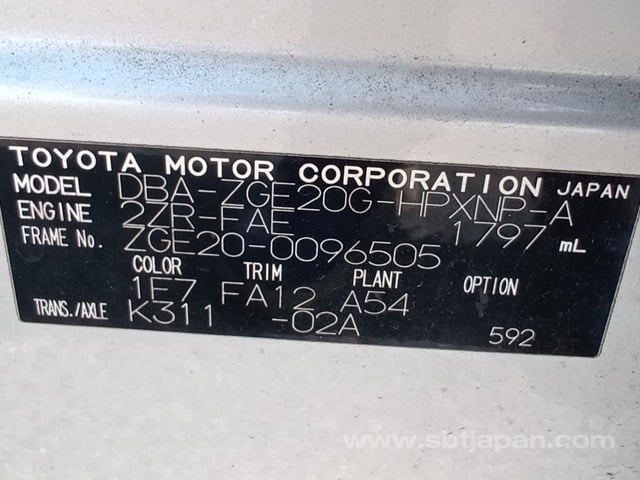 TOYOTA MOTOR CORPORATION JAPAN
MODEL DBA-ZGE20G-HPXNP-A
ENGINE 2ZR-FAE 1797 mL
FRAME No. ZGE20-0096505
COLOR TRIM PLANT OPTION
1F7 FA12 A54
TRANS./AXLE K311 -02A 592
www.sbtjapan.com